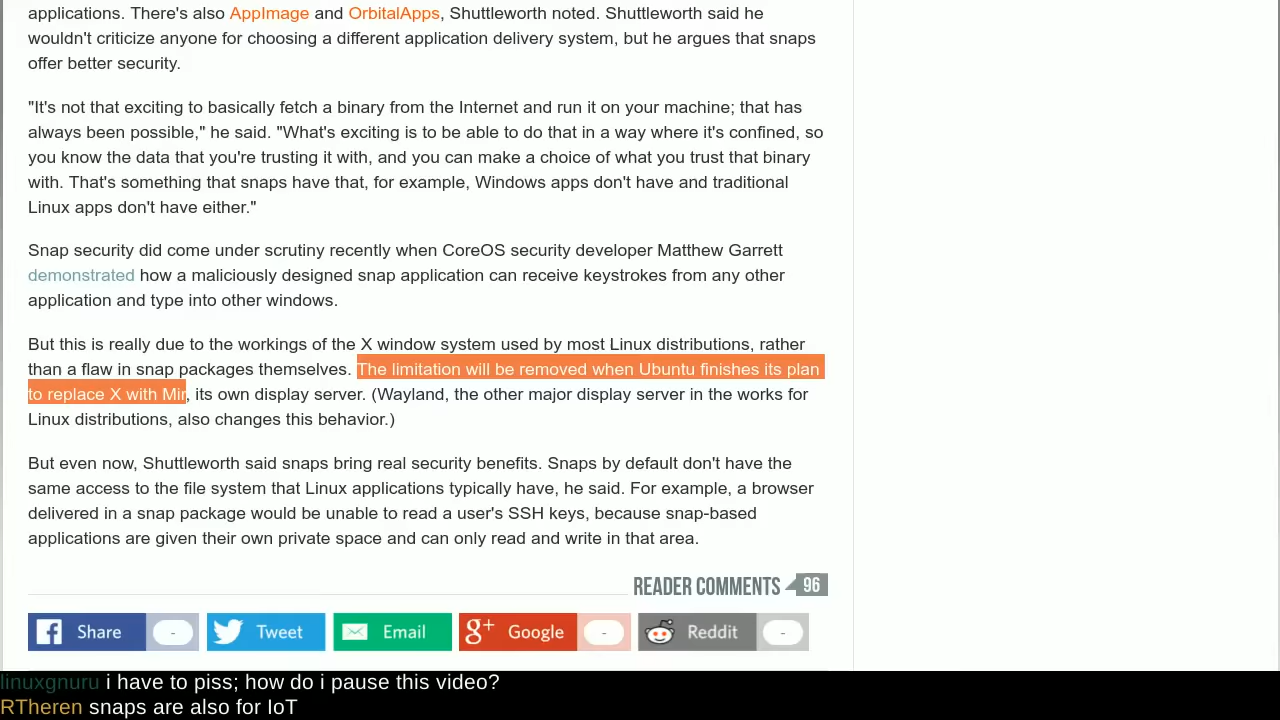 applications. There's also AppImage and OrbitalApps, Shuttleworth noted. Shuttleworth said he
wouldn't criticize anyone for choosing a different application delivery system, but he argues that snaps
offer better security.
"It's not that exciting to basically fetch a binary from the Internet and run it on your machine; that has
always been possible," he said. "What's exciting is to be able to do that in a way where it's confined, so
you know the data that you're trusting it with, and you can make a choice of what you trust that binary
with. That's something that snaps have that, for example, Windows apps don't have and traditional
Linux apps don't have either."
Snap security did come under scrutiny recently when CoreOS security developer Matthew Garrett
demonstrated how a maliciously designed snap application can receive keystrokes from any other
application and type into other windows.
But this is really due to the workings of the X window system used by most Linux distributions, rather
than a flaw in snap packages themselves. The limitation will be removed when Ubuntu finishes its plan
to replace X with Mir, its own display server. (Wayland, the other major display server in the works for
Linux distributions, also changes this behavior.)
But even now, Shuttleworth said snaps bring real security benefits. Snaps by default don't have the
same access to the file system that Linux applications typically have, he said. For example, a browser
delivered in a snap package would be unable to read a user's SSH keys, because snap-based
applications are given their own private space and can only read and write in that area.
READER COMMENTS 96
Share - Tweet Email g+ Google - Reddit -
linuxgnuru i have to piss; how do i pause this video?
RTheren snaps are also for IoT